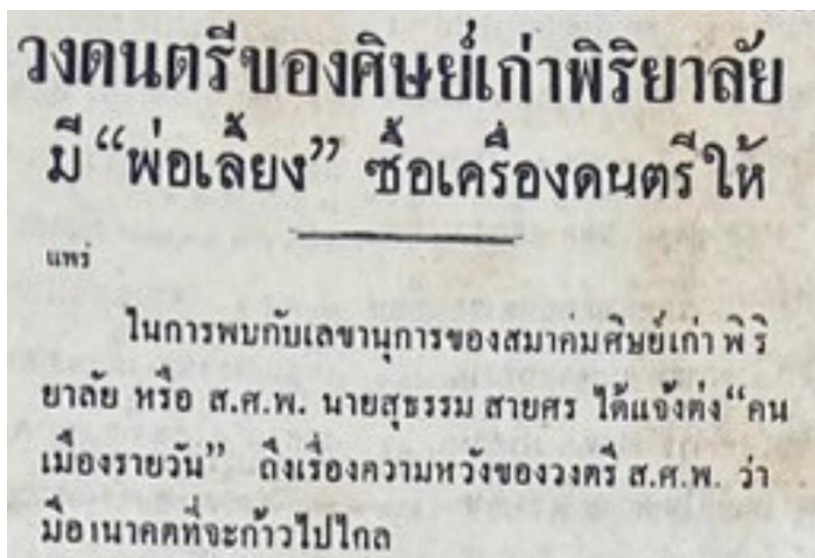 วงดนตรีของศิษย์เก่าพิริยาลัย
มี “พ่อเลี้ยง” ซื้อเครื่องดนตรีให้
แพร่
ในการพบกับเลขานุการของสมาคมศิษย์เก่า พิริ
ยาลัย หรือ ส.ศ.พ. นายสุธรรม สายศร ได้แจ้งต่ง “คน
เมืองรายวัน” ถึงเรื่องความหวังของวงตรี ส.ศ.พ. ว่า
มีอเนาคตที่จะก้าวไปไกล